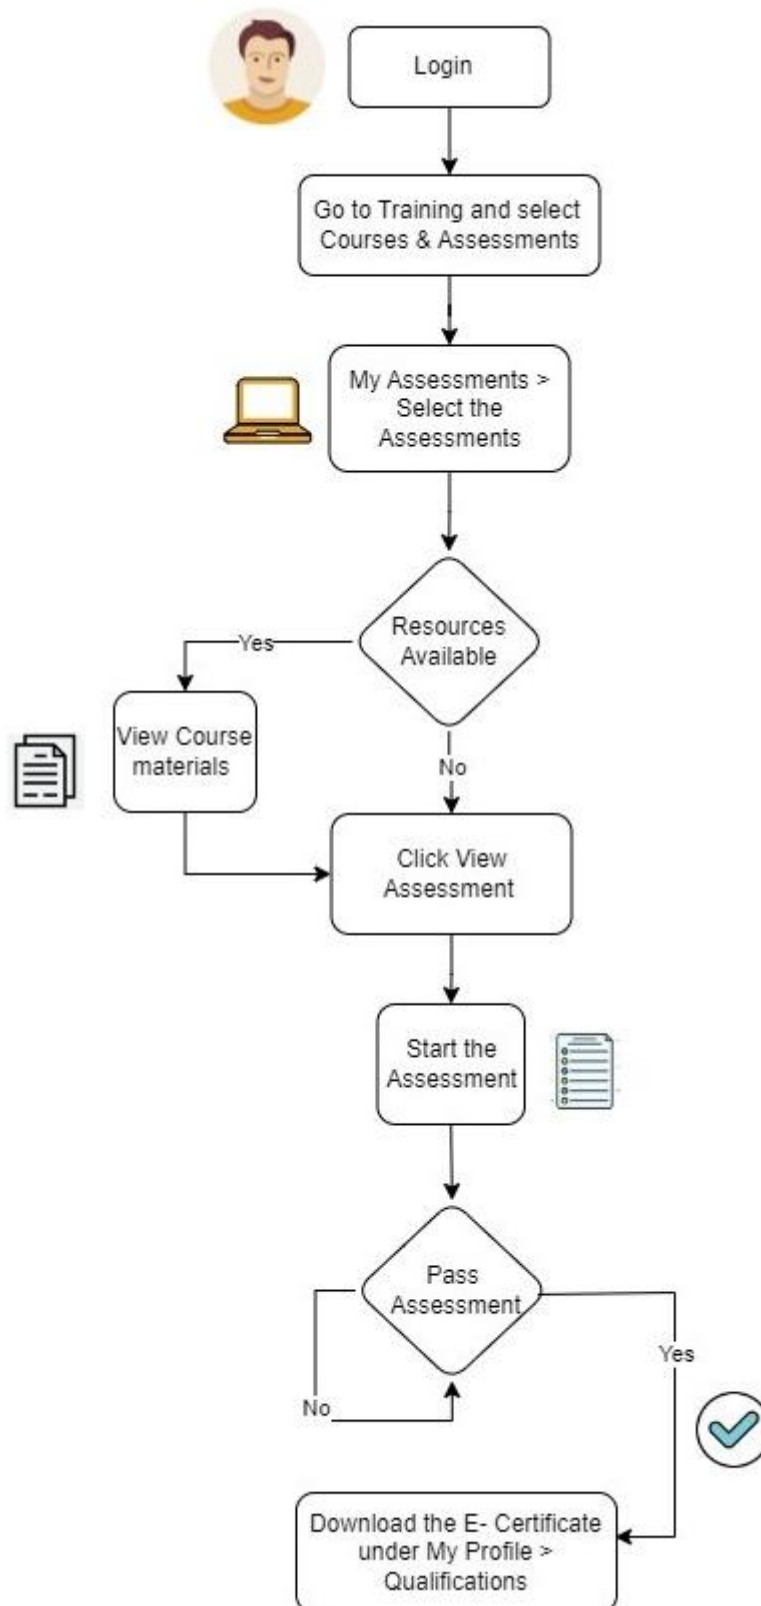 Login
Go to Training and select
Courses & Assessments
My Assessments >
Select the
Assessments
Resources
Available
Yes
View Course
materials
No
Click View
Assessment
Start the
Assessment
Pass
Assessment
Yes
No
Download the E- Certificate
under My Profile >
Qualifications